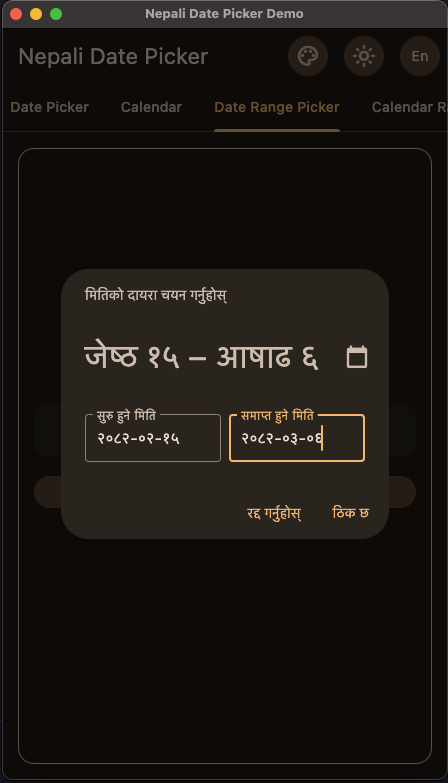 Nepali Date Picker Demo
Nepali Date Picker
En
Date Picker Calendar Date Range Picker Calendar R
मितिको दायरा चयन गर्नुहोस्
जेष्ठ १५ – आषाढ ६
सुरु हुने मिति समाप्त हुने मिति
२०८२-०२-१५ २०८२-०३-०६
रद्द गर्नुहोस् ठिक छ